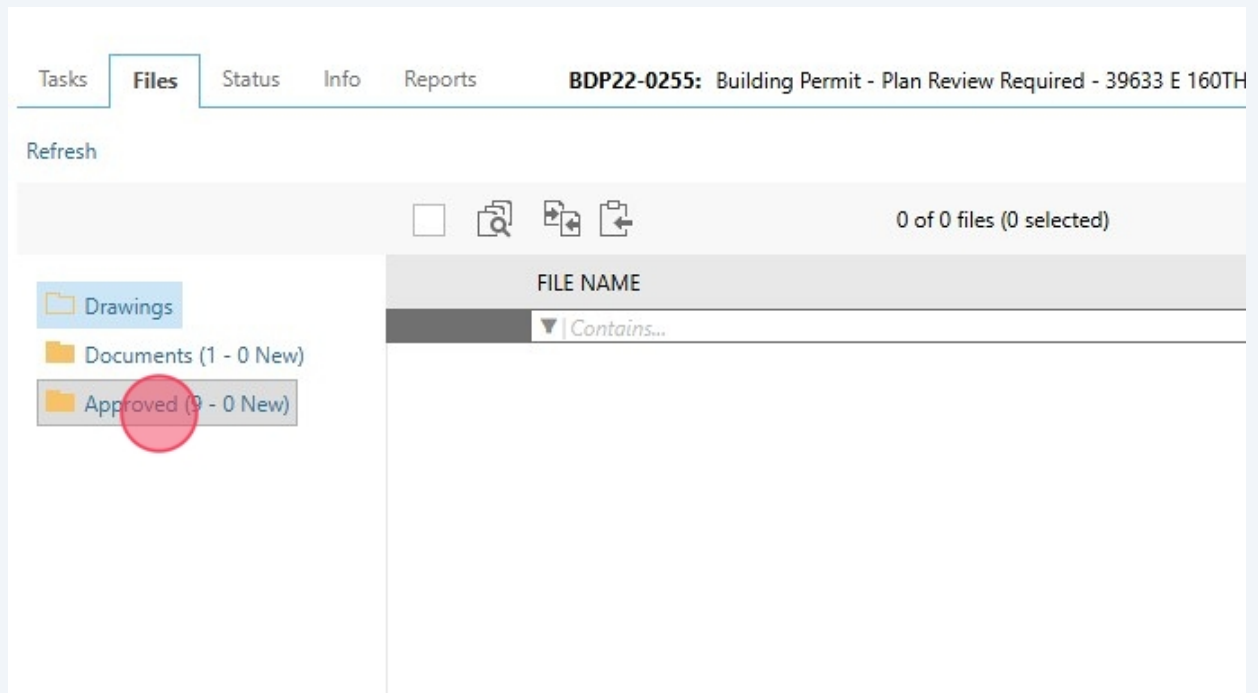 Tasks Files Status Info Reports BDP22-0255: Building Permit - Plan Review Required - 39633 E 160TH
Refresh
0 of 0 files (0 selected)
FILE NAME
Contains...
Drawings
Documents (1 - 0 New)
Approved (9 - 0 New)